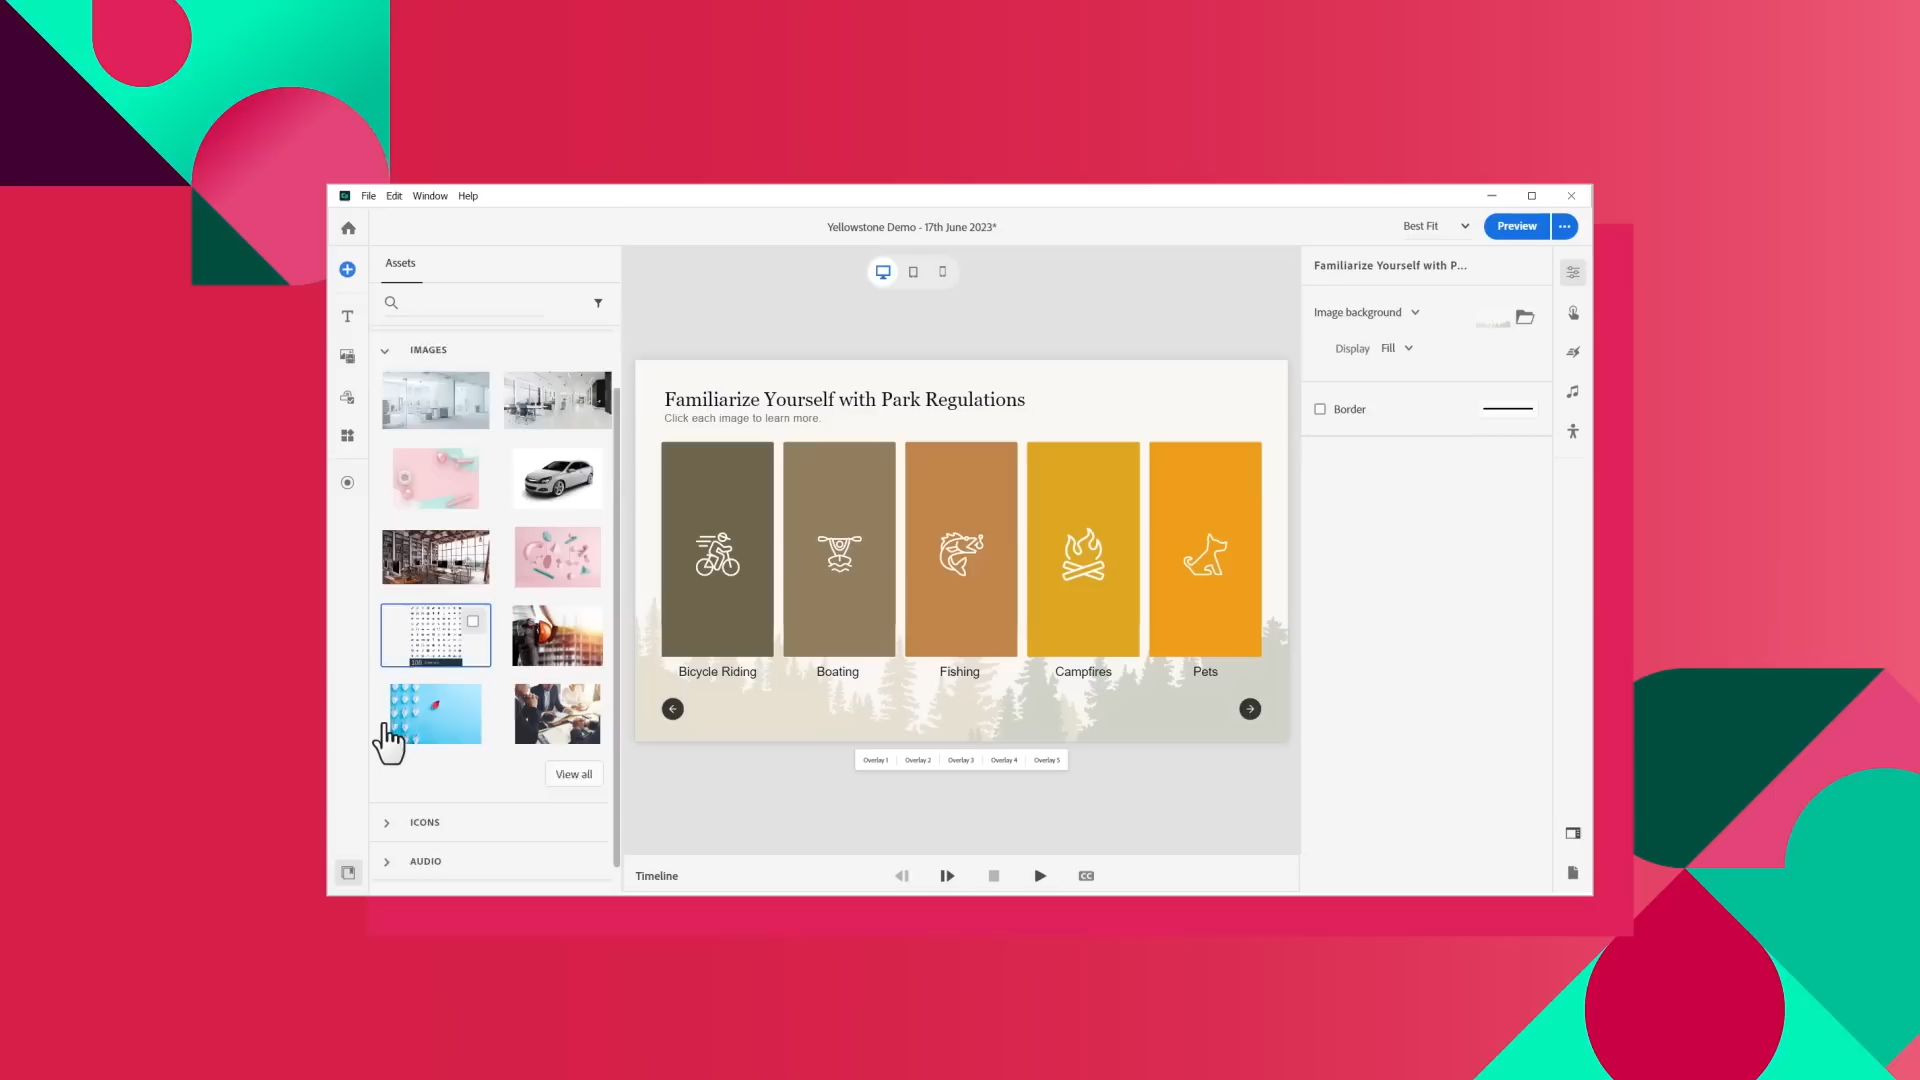 File Edit Window Help
Yellowstone Demo - 17th June 2023*
Best Fit
Preview
Assets
IMAGES
View all
ICONS
AUDIO
Familiarize Yourself with Park Regulations
Click each image to learn more.
Bicycle Riding
Boating
Fishing
Campfires
Pets
Overlay 1
Overlay 2
Overlay 3
Overlay 4
Overlay 5
Timeline
CC
Familiarize Yourself with P...
Image background
Display Fill
Border